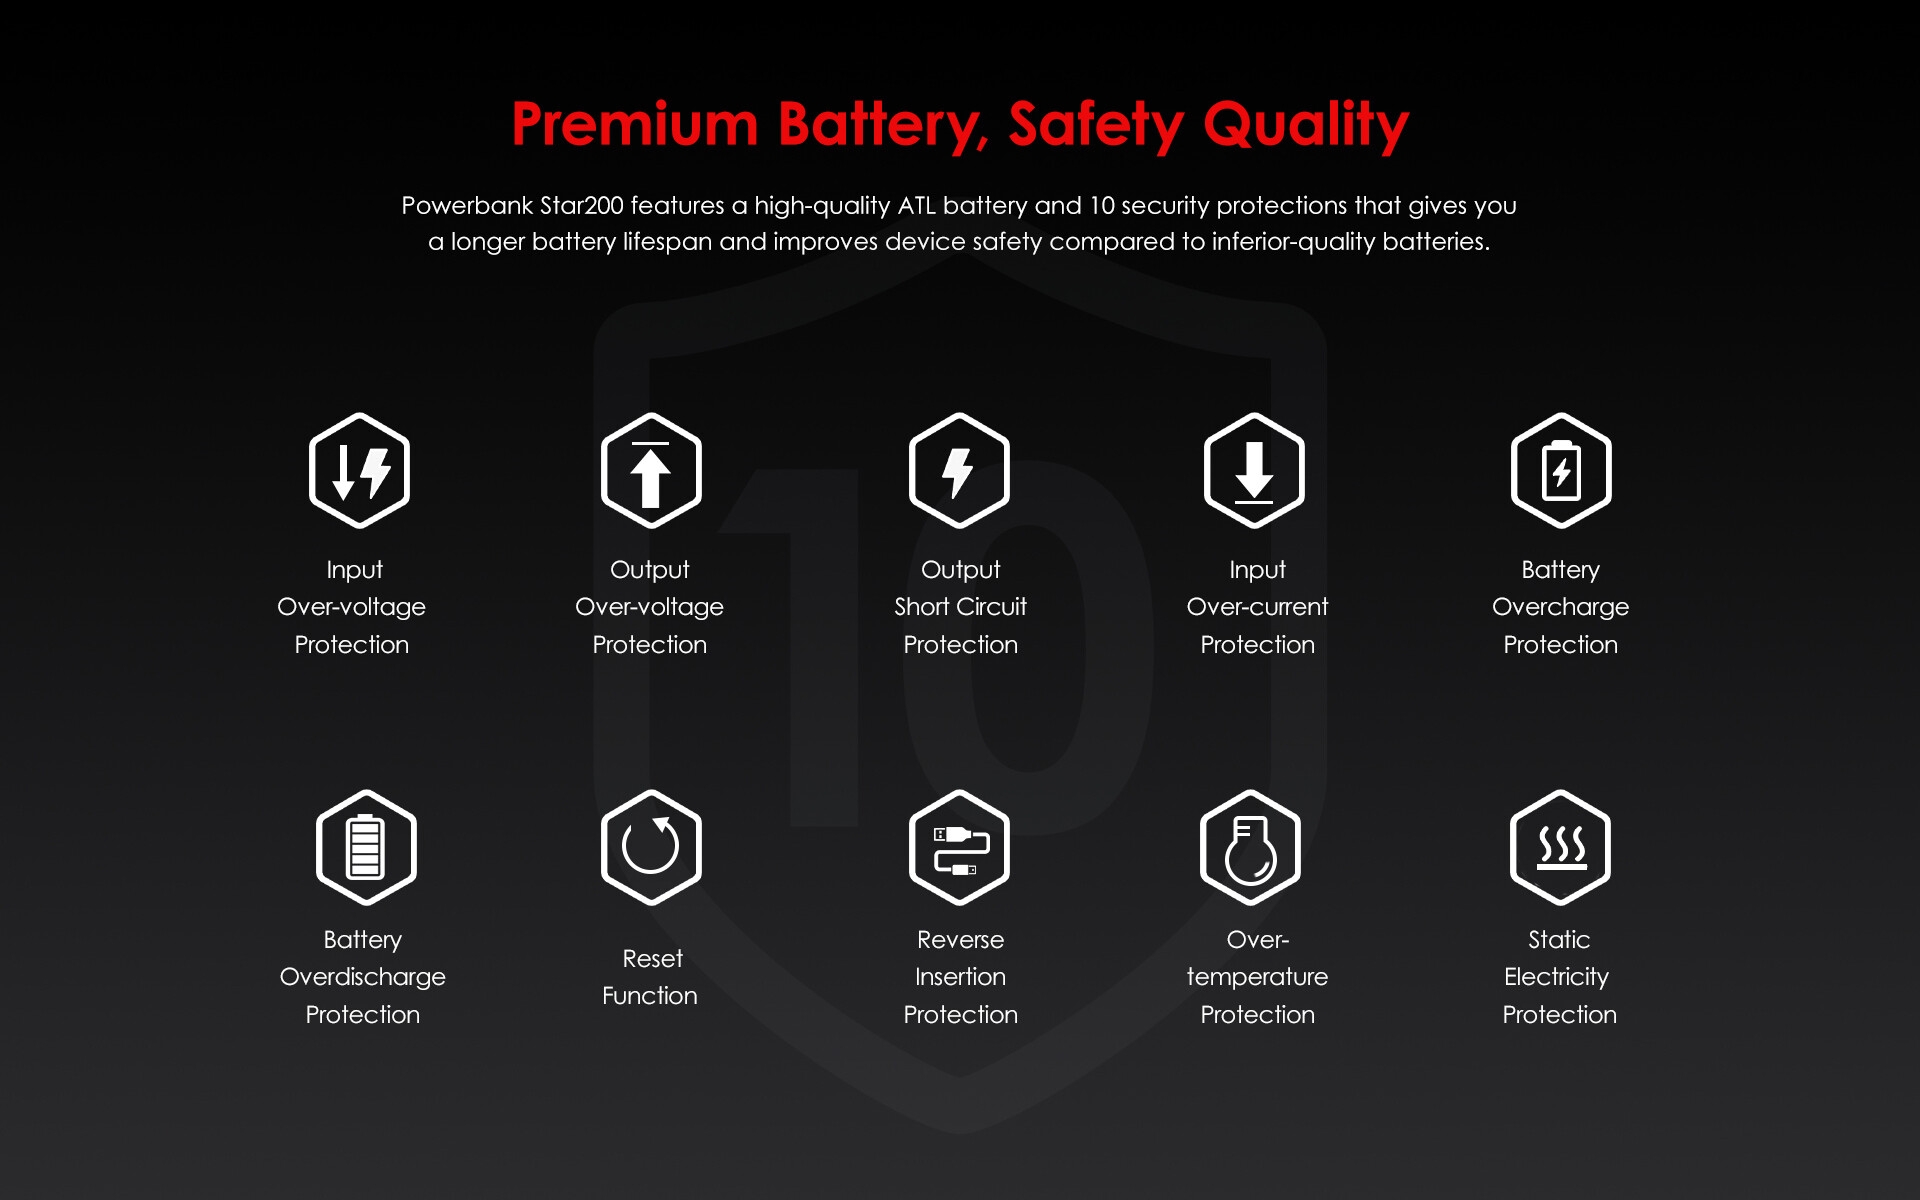 Premium Battery, Safety Quality
Powerbank Star200 features a high-quality ATL battery and 10 security protections that gives you
a longer battery lifespan and improves device safety compared to inferior-quality batteries.
10
Input
Over-voltage
Protection
Output
Over-voltage
Protection
Output
Short Circuit
Protection
Input
Over-current
Protection
Battery
Overcharge
Protection
Battery
Overdischarge
Protection
Reset
Function
Reverse
Insertion
Protection
Over-
temperature
Protection
Static
Electricity
Protection